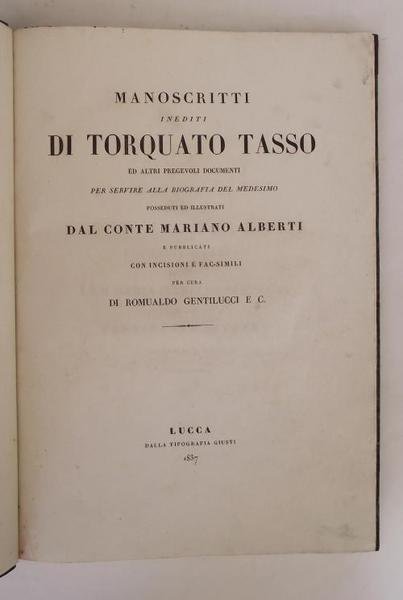 MANOSCRITTI
INEDITI
DI TORQUATO TASSO
ED ALTRI PREGEVOLI DOCUMENTI
PER SERVIRE ALLA BIOGRAFIA DEL MEDESIMO
POSSEDUTI ED ILLUSTRATI
DAL CONTE MARIANO ALBERTI
E PUBBLICATI
CON INCISIONI E FAC-SIMILI
PER CURA
DI ROMUALDO GENTILUCCI E C.
LUCCA
DALLA TIPOGRAFIA GIUSTI
1837